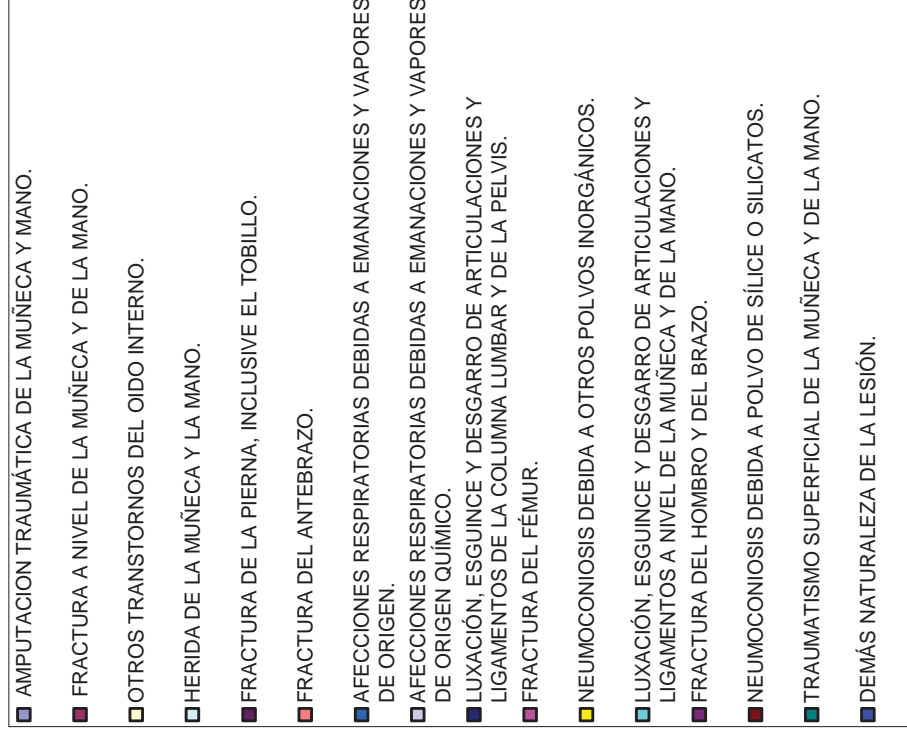 AMPUTACION TRAUMÁTICA DE LA MUÑECA Y MANO.
FRACTURA A NIVEL DE LA MUÑECA Y DE LA MANO.
OTROS TRANSTORNOS DEL OIDO INTERNO.
HERIDA DE LA MUÑECA Y LA MANO.
FRACTURA DE LA PIERNA, INCLUSIVE EL TOBILLO.
FRACTURA DEL ANTEBRAZO.
AFECCIONES RESPIRATORIAS DEBIDAS A EMANACIONES Y VAPORES
DE ORIGEN.
AFECCIONES RESPIRATORIAS DEBIDAS A EMANACIONES Y VAPORES
DE ORIGEN QUÍMICO.
LUXACIÓN, ESGUINCE Y DESGARRO DE ARTICULACIONES Y
LIGAMENTOS DE LA COLUMNA LUMBAR Y DE LA PELVIS.
FRACTURA DEL FÉMUR.
NEUMOCONIOSIS DEBIDA A OTROS POLVOS INORGÁNICOS.
LUXACIÓN, ESGUINCE Y DESGARRO DE ARTICULACIONES Y
LIGAMENTOS A NIVEL DE LA MUÑECA Y DE LA MANO.
FRACTURA DEL HOMBRO Y DEL BRAZO.
NEUMOCONIOSIS DEBIDA A POLVO DE SÍLICE O SILICATOS.
TRAUMATISMO SUPERFICIAL DE LA MUÑECA Y DE LA MANO.
DEMÁS NATURALEZA DE LA LESIÓN.